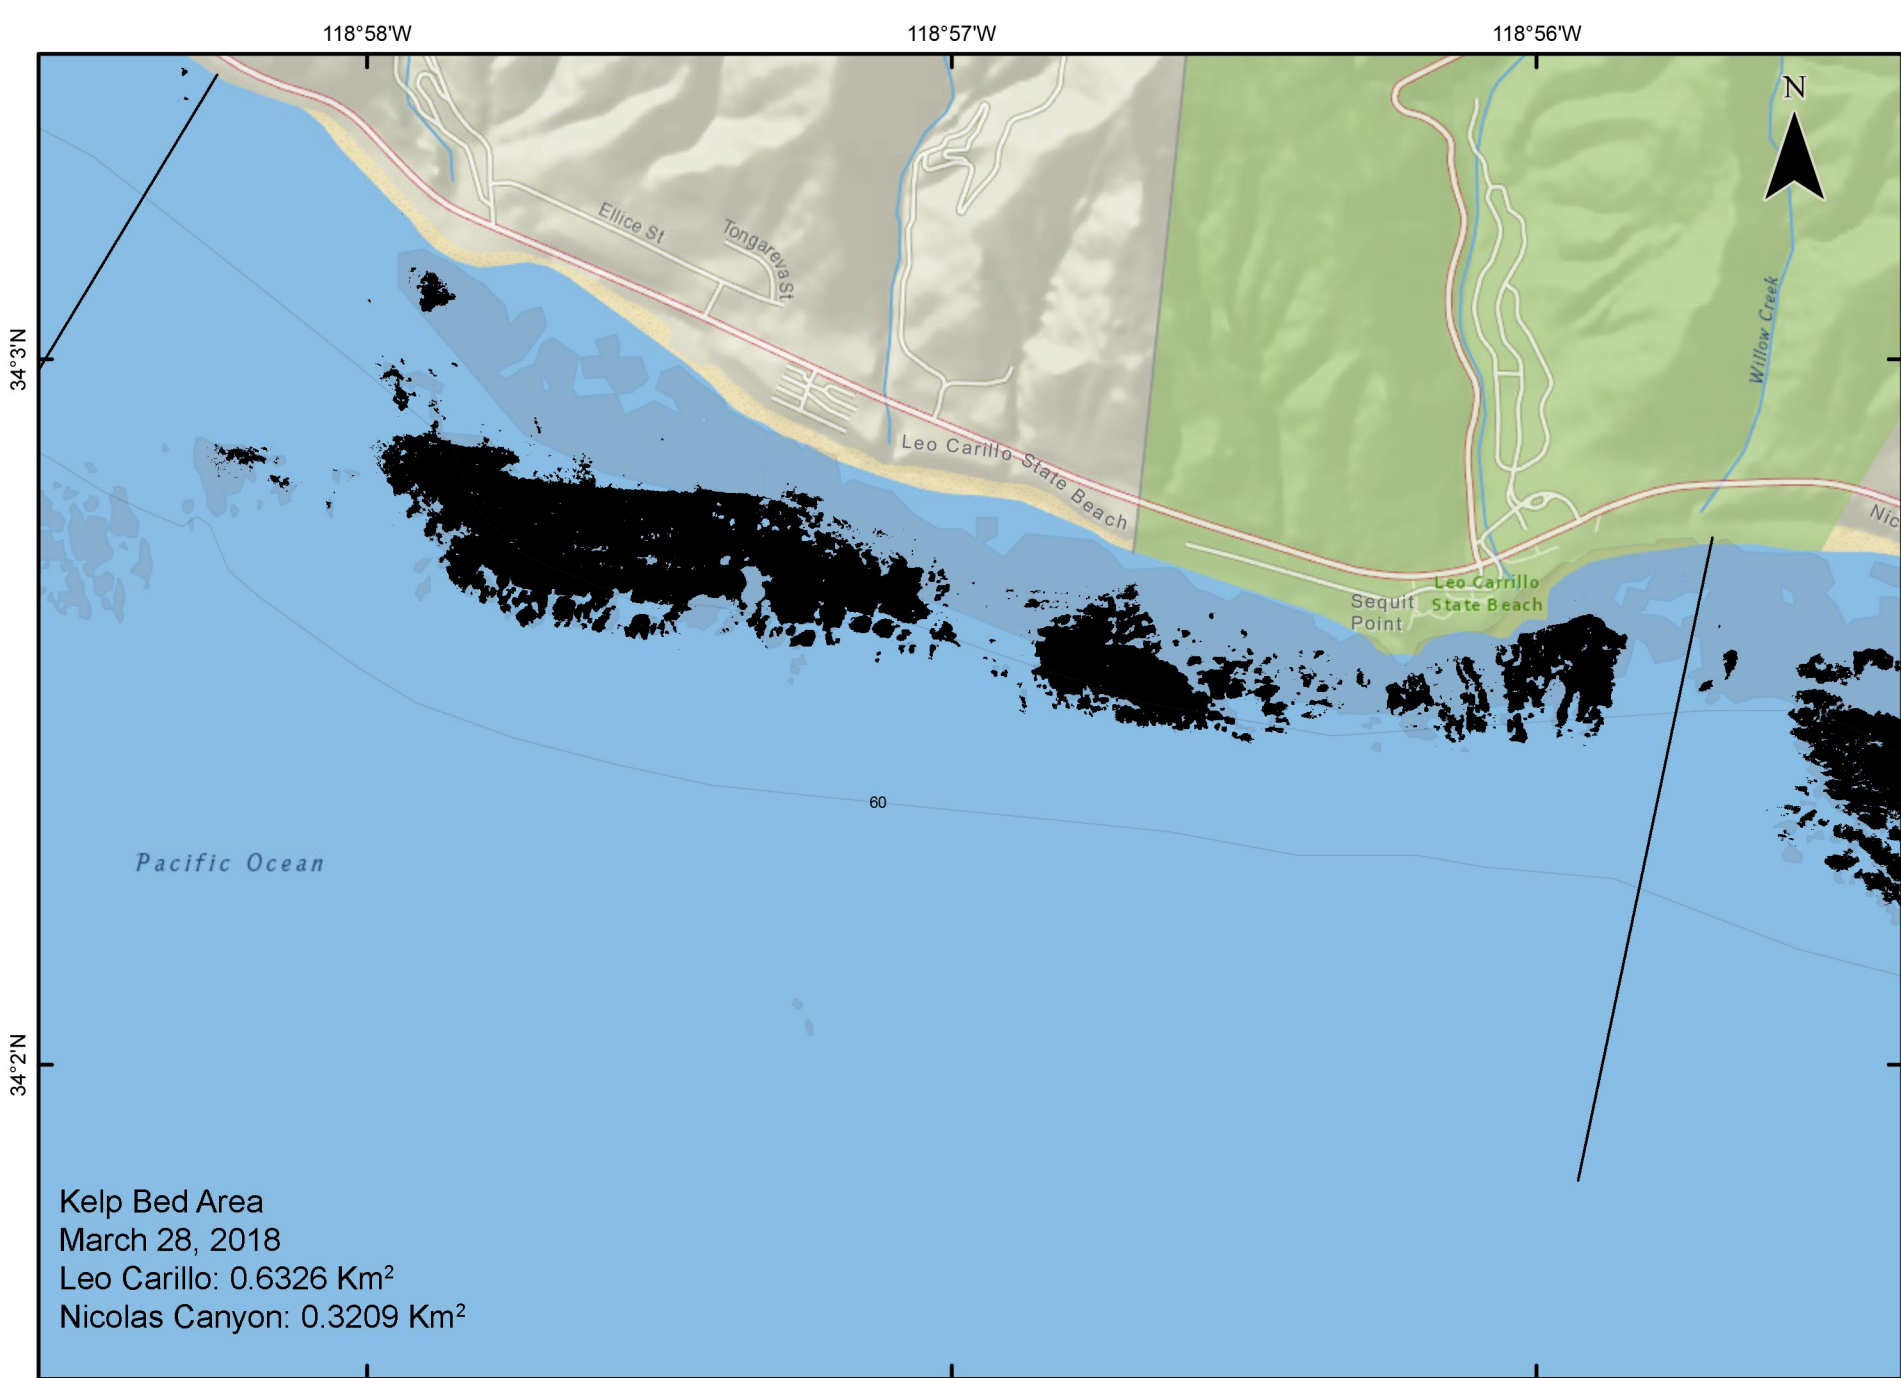 118°58'W
118°57'W
118°56'W
N
34°3'N
34°2'N
Ellice St
Tongareva St
Willow Creek
Leo Carillo State Beach
Nic
Leo Carrillo
State Beach
Sequit
Point
60
Pacific Ocean
Kelp Bed Area
March 28, 2018
Leo Carillo: 0.6326 Km²
Nicolas Canyon: 0.3209 Km²